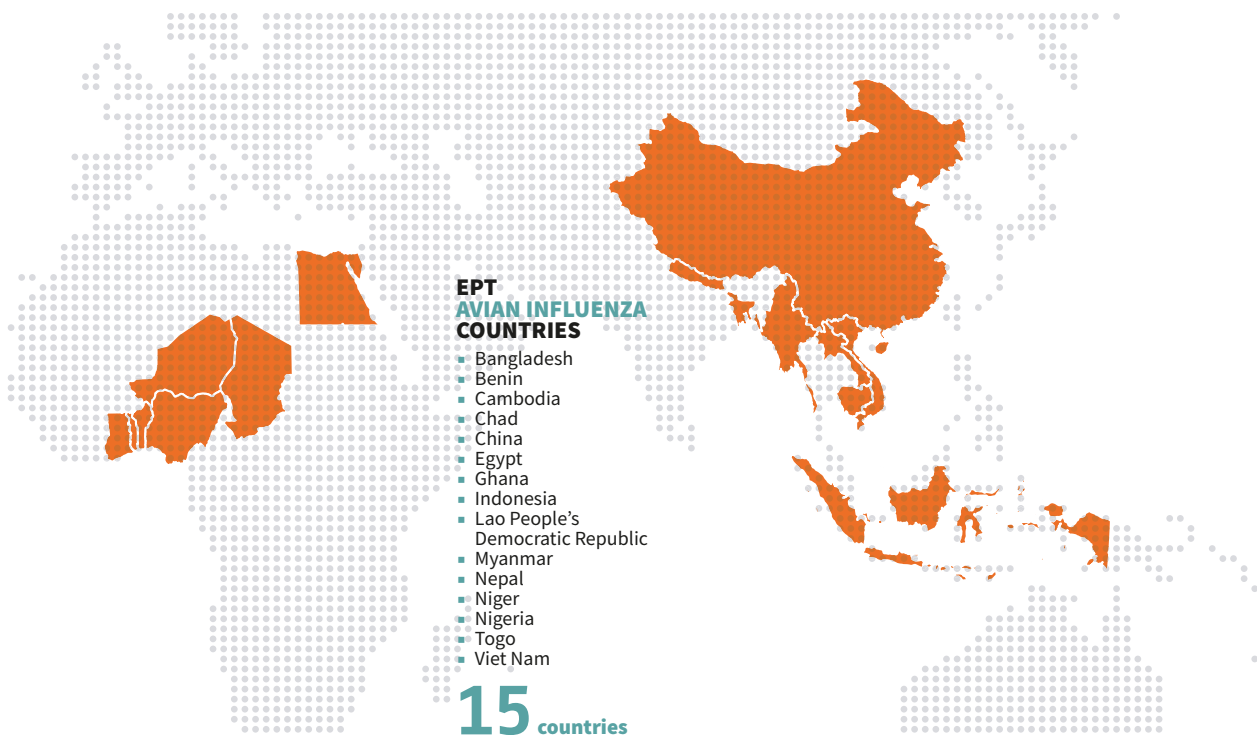 EPT
AVIAN INFLUENZA
COUNTRIES
Bangladesh
Benin
Cambodia
Chad
China
Egypt
Ghana
Indonesia
Lao People’s
Democratic Republic
Myanmar
Nepal
Niger
Nigeria
Togo
Viet Nam
15 countries